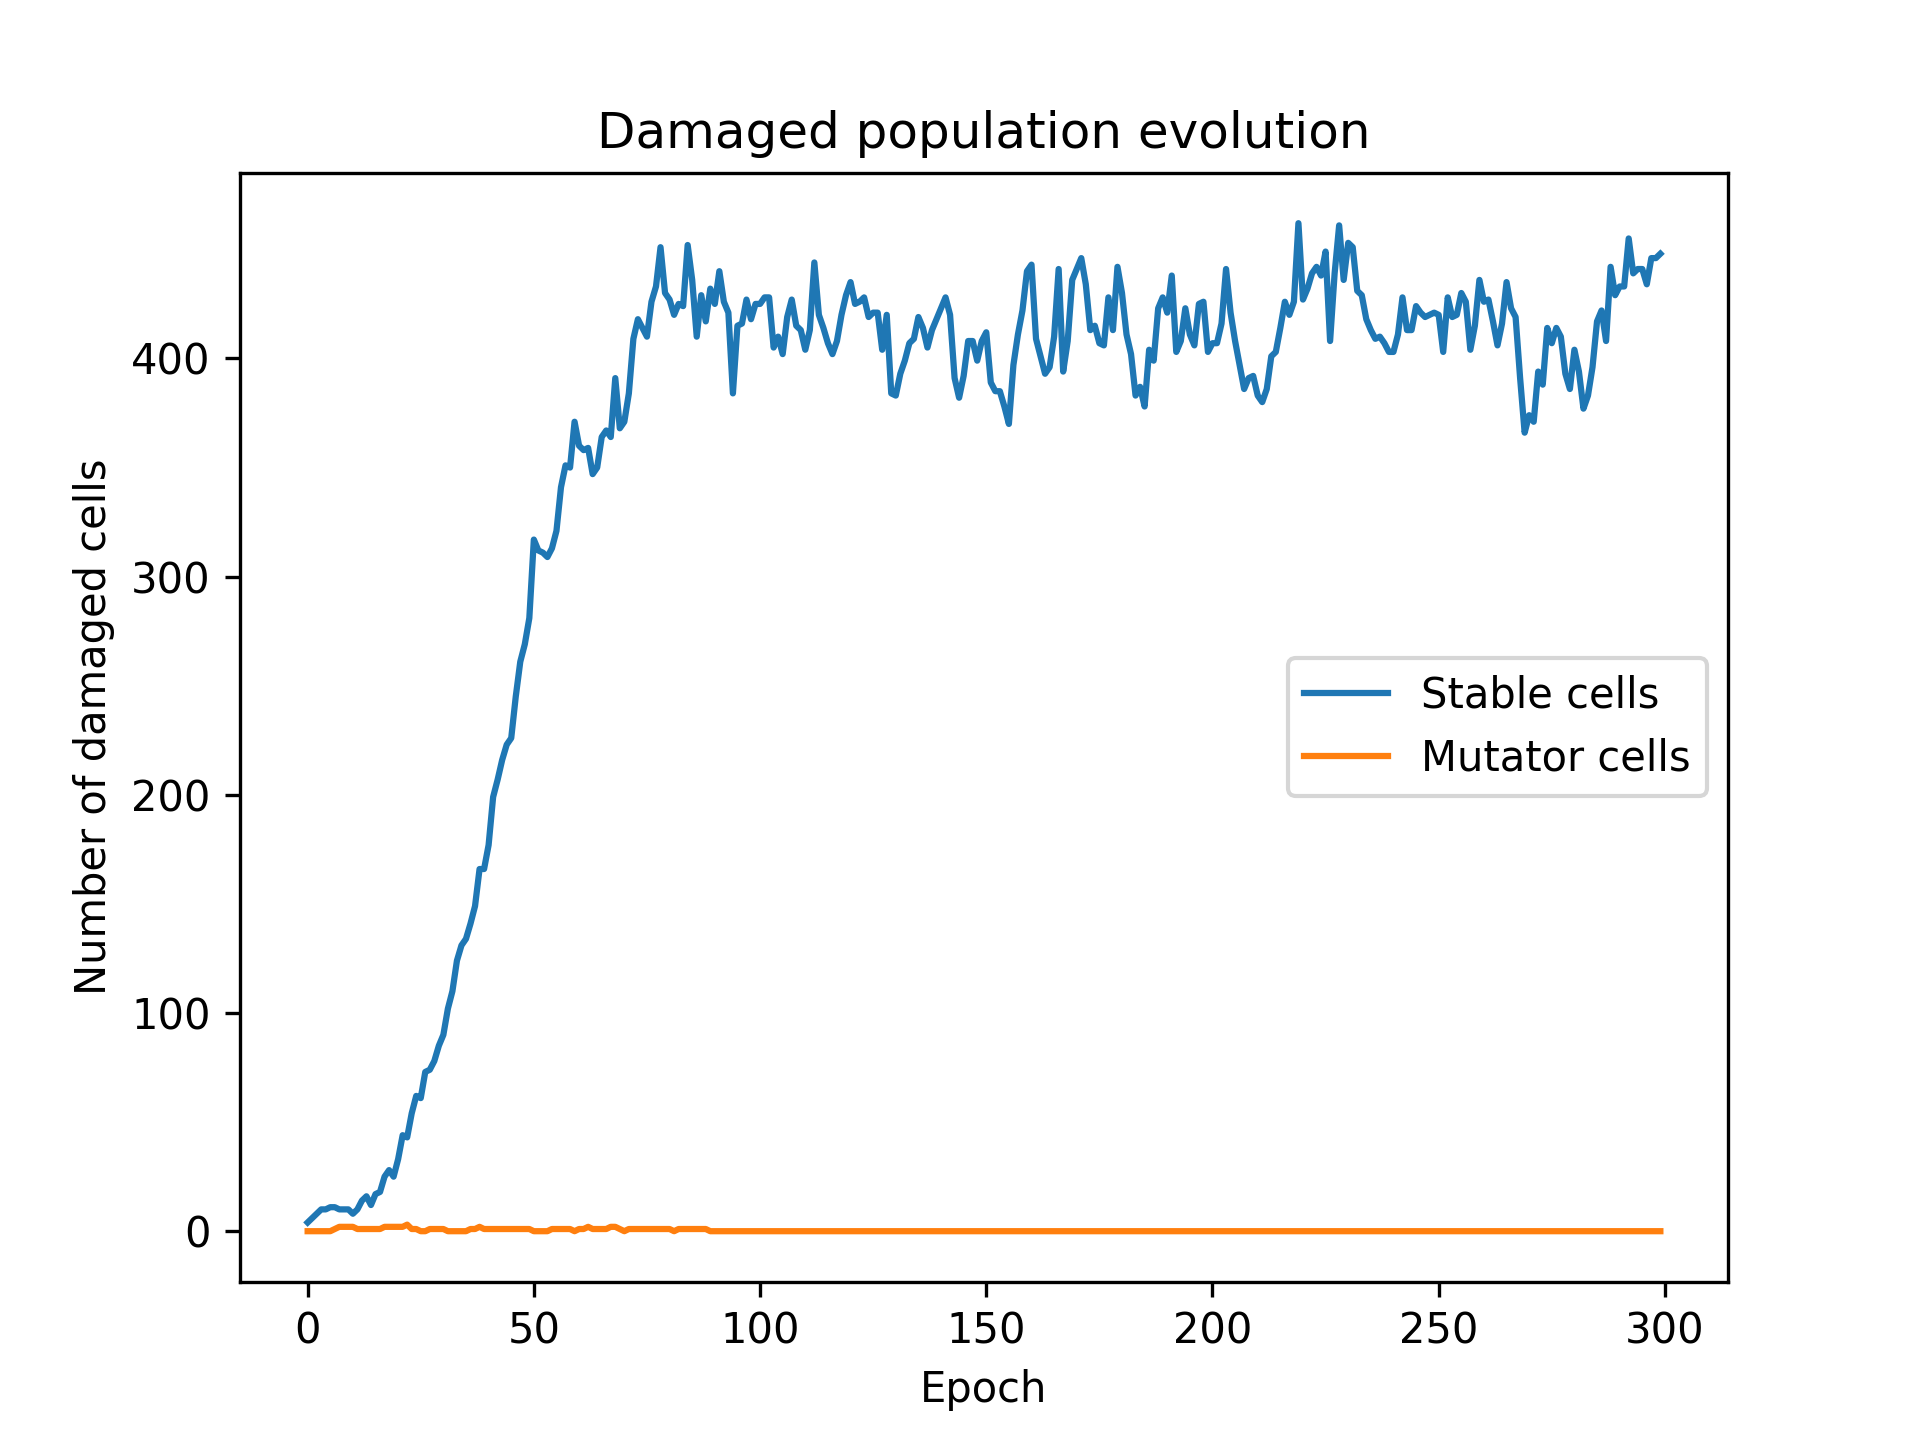 Damaged population evolution
Number of damaged cells
400
300
200
100
0
Stable cells
Mutator cells
0 50 100 150 200 250 300
Epoch